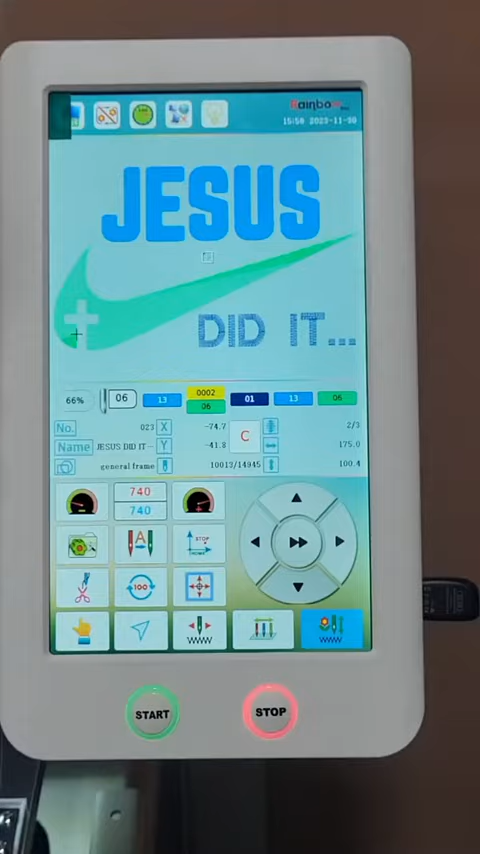 Rainbow
15:58 2023-11-30
JESUS
DID IT...
66% 06 13 0002 06 01 13 06
No. 023 X -74.7 C 2/3
Name JESUS DID IT- Y -41.8 175.0
general frame 10013/14945 100.4
740
740
A STOP
100
START STOP